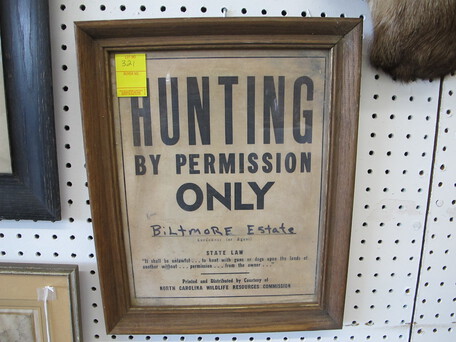 321
HUNTING
BY PERMISSION
ONLY
BiLtmoRE Estate
STATE LAW
"It shall be unlawful . . . to hunt with guns or dogs upon the lands of
another without . . . permission . . . from the owner . . ."
Printed and Distributed by Courtesy of
NORTH CAROLINA WILDLIFE RESOURCES COMMISSION